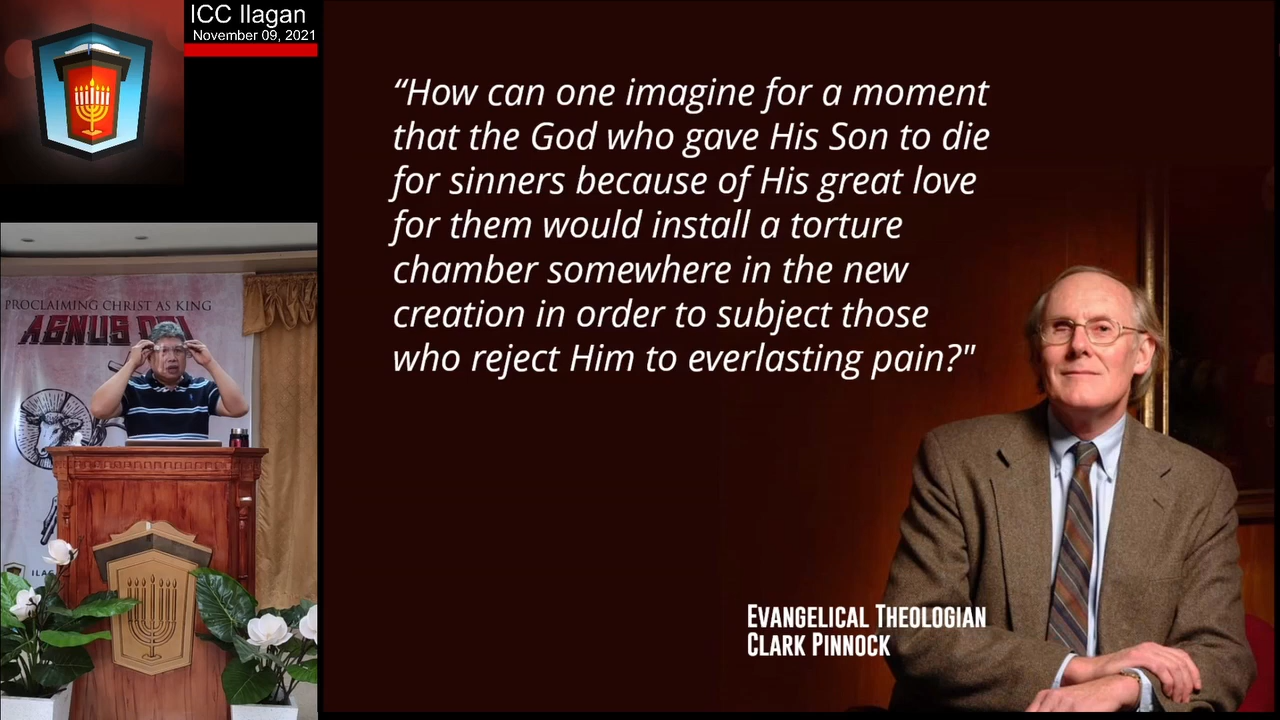 ICC Ilagan
November 09, 2021
“How can one imagine for a moment
that the God who gave His Son to die
for sinners because of His great love
for them would install a torture
chamber somewhere in the new
creation in order to subject those
who reject Him to everlasting pain?"
EVANGELICAL THEOLOGIAN
CLARK PINNOCK
PROCLAIMING CHRIST AS KING
AGNUS DEI